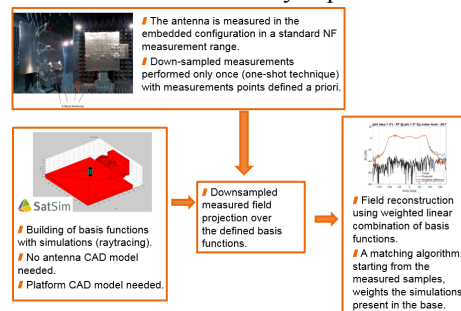 The antenna is measured in the
embedded configuration in a standard NF
measurement range.
Down-sampled measurements
performed only once (one-shot technique)
with measurements points defined a priori.
SatSim
Building of basis functions
with simulations (raytracing).
No antenna CAD model
needed.
Platform CAD model needed.
Downsampled
measured field
projection over
the defined basis
functions.
Field reconstruction
using weighted linear
combination of basis
functions.
A matching algorithm,
starting from the
measured samples,
weights the simulations
present in the base.